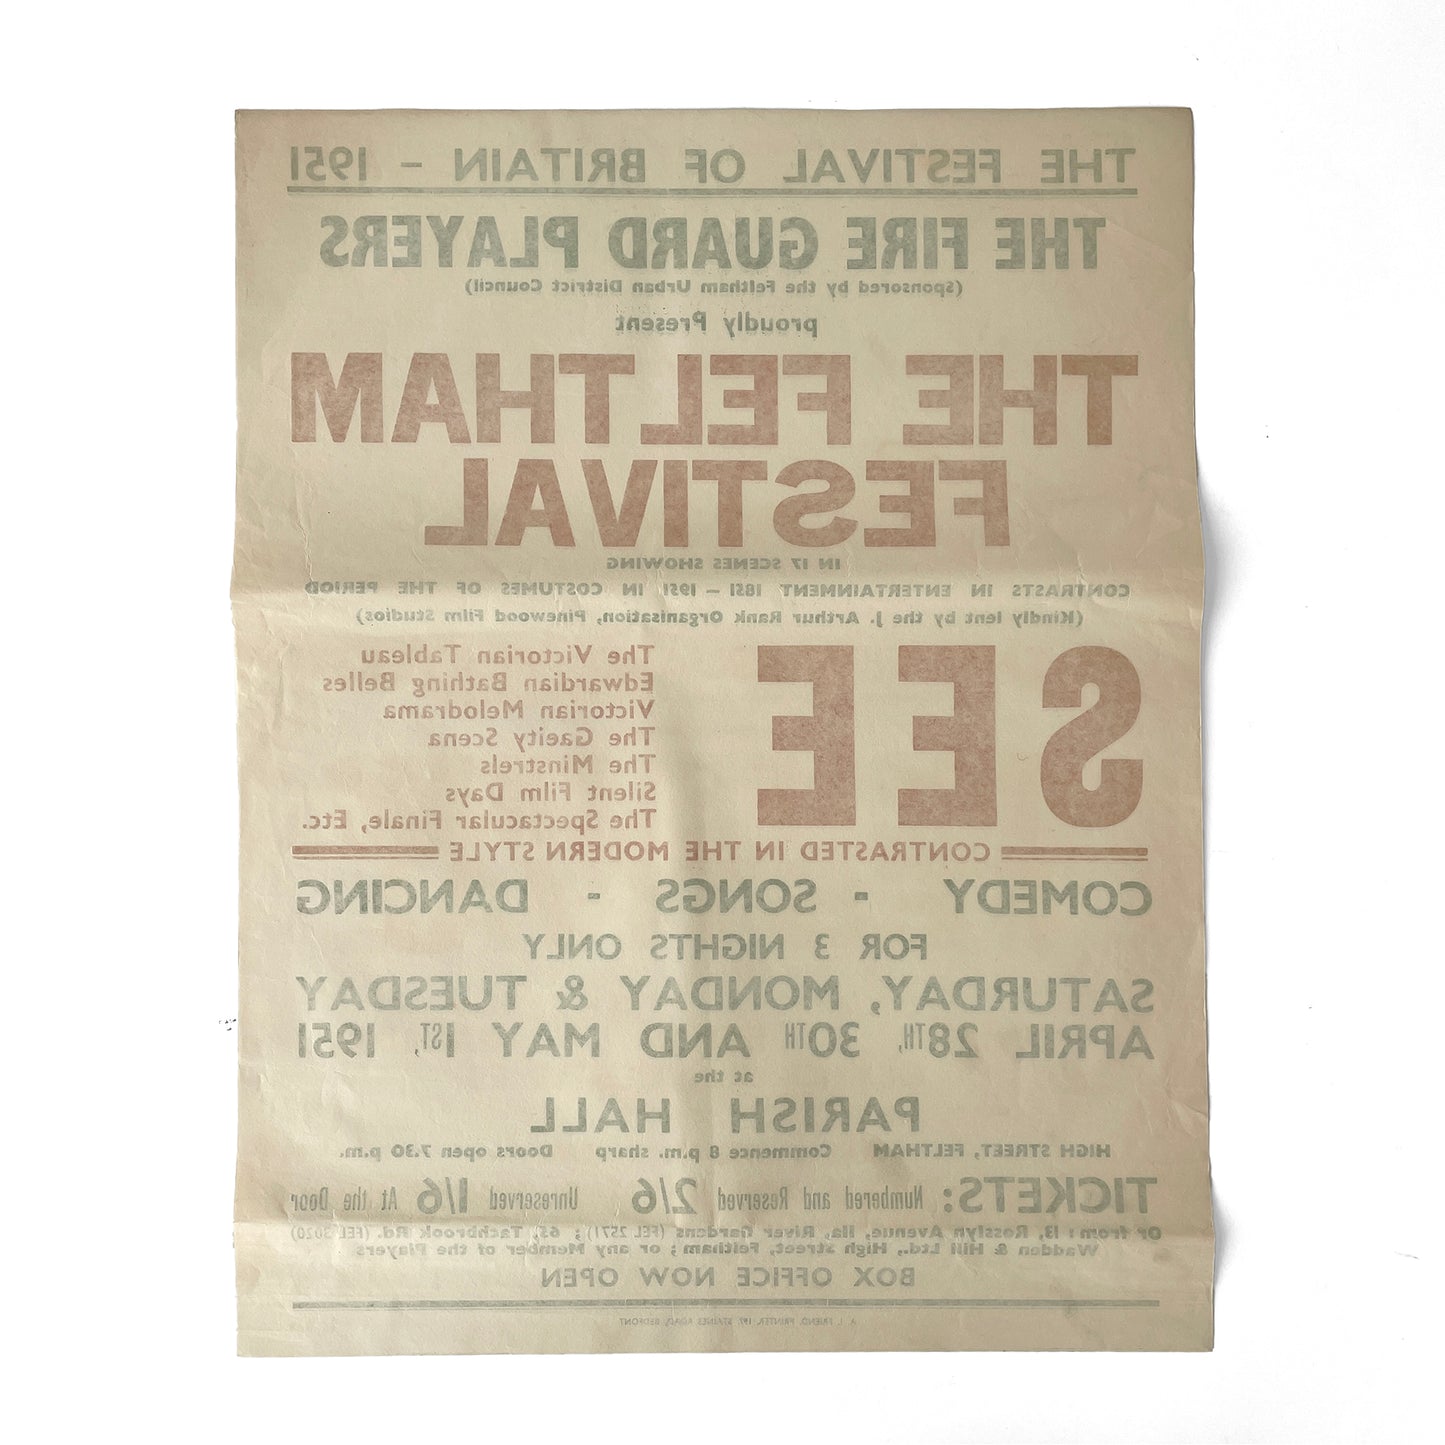 THE FESTIVAL OF BRITAIN - 1951
THE FIRE GUARD PLAYERS
(Sponsored by the Feltham Urban District Council)
proudly Present
THE FELTHAM
FESTIVAL
IN 17 SCENES SHOWING
CONTRASTS IN ENTERTAINMENT 1851 – 1951 IN COSTUMES OF THE PERIOD
(Kindly lent by the J. Arthur Rank Organisation, Pinewood Film Studios)
SEE
The Victorian Tableau
Edwardian Bathing Belles
Victorian Melodrama
The Gaeity Scena
The Minstrels
Silent Film Days
The Spectacular Finale, Etc.
CONTRASTED IN THE MODERN STYLE
COMEDY - SONGS - DANCING
FOR 3 NIGHTS ONLY
SATURDAY, MONDAY & TUESDAY
APRIL 28TH, 30TH AND MAY 1ST, 1951
at the
PARISH HALL
HIGH STREET, FELTHAM Commence 8 p.m. sharp Doors open 7.30 p.m.
TICKETS: Numbered and Reserved 2/6 Unreserved 1/6 At the Door
Or from: 13, Rosslyn Avenue, 11a, River Gardens (FEL 2571); 65, Tachbrook Rd. (FEL 3020)
Wadden & Hill Ltd., High Street, Feltham; or any Member of the Players
BOX OFFICE NOW OPEN
A. J. FRIEND, PRINTER, 197, STAINES ROAD, BEDFONT